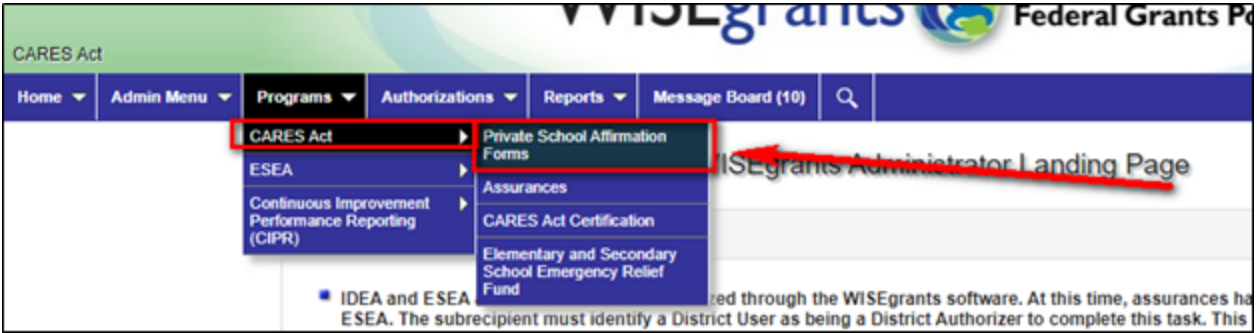 WISEgrants Federal Grants
CARES Act
Home Admin Menu Programs Authorizations Reports Message Board (10)
CARES Act
ESEA
Continuous Improvement
Performance Reporting
(CIPR)
Private School Affirmation
Forms
Assurances
CARES Act Certification
Elementary and Secondary
School Emergency Relief
Fund
WISEgrants Administrator Landing Page
IDEA and ESEA zed through the WISEgrants software. At this time, assurances ha
ESEA. The subrecipient must identify a District User as being a District Authorizer to complete this task. This